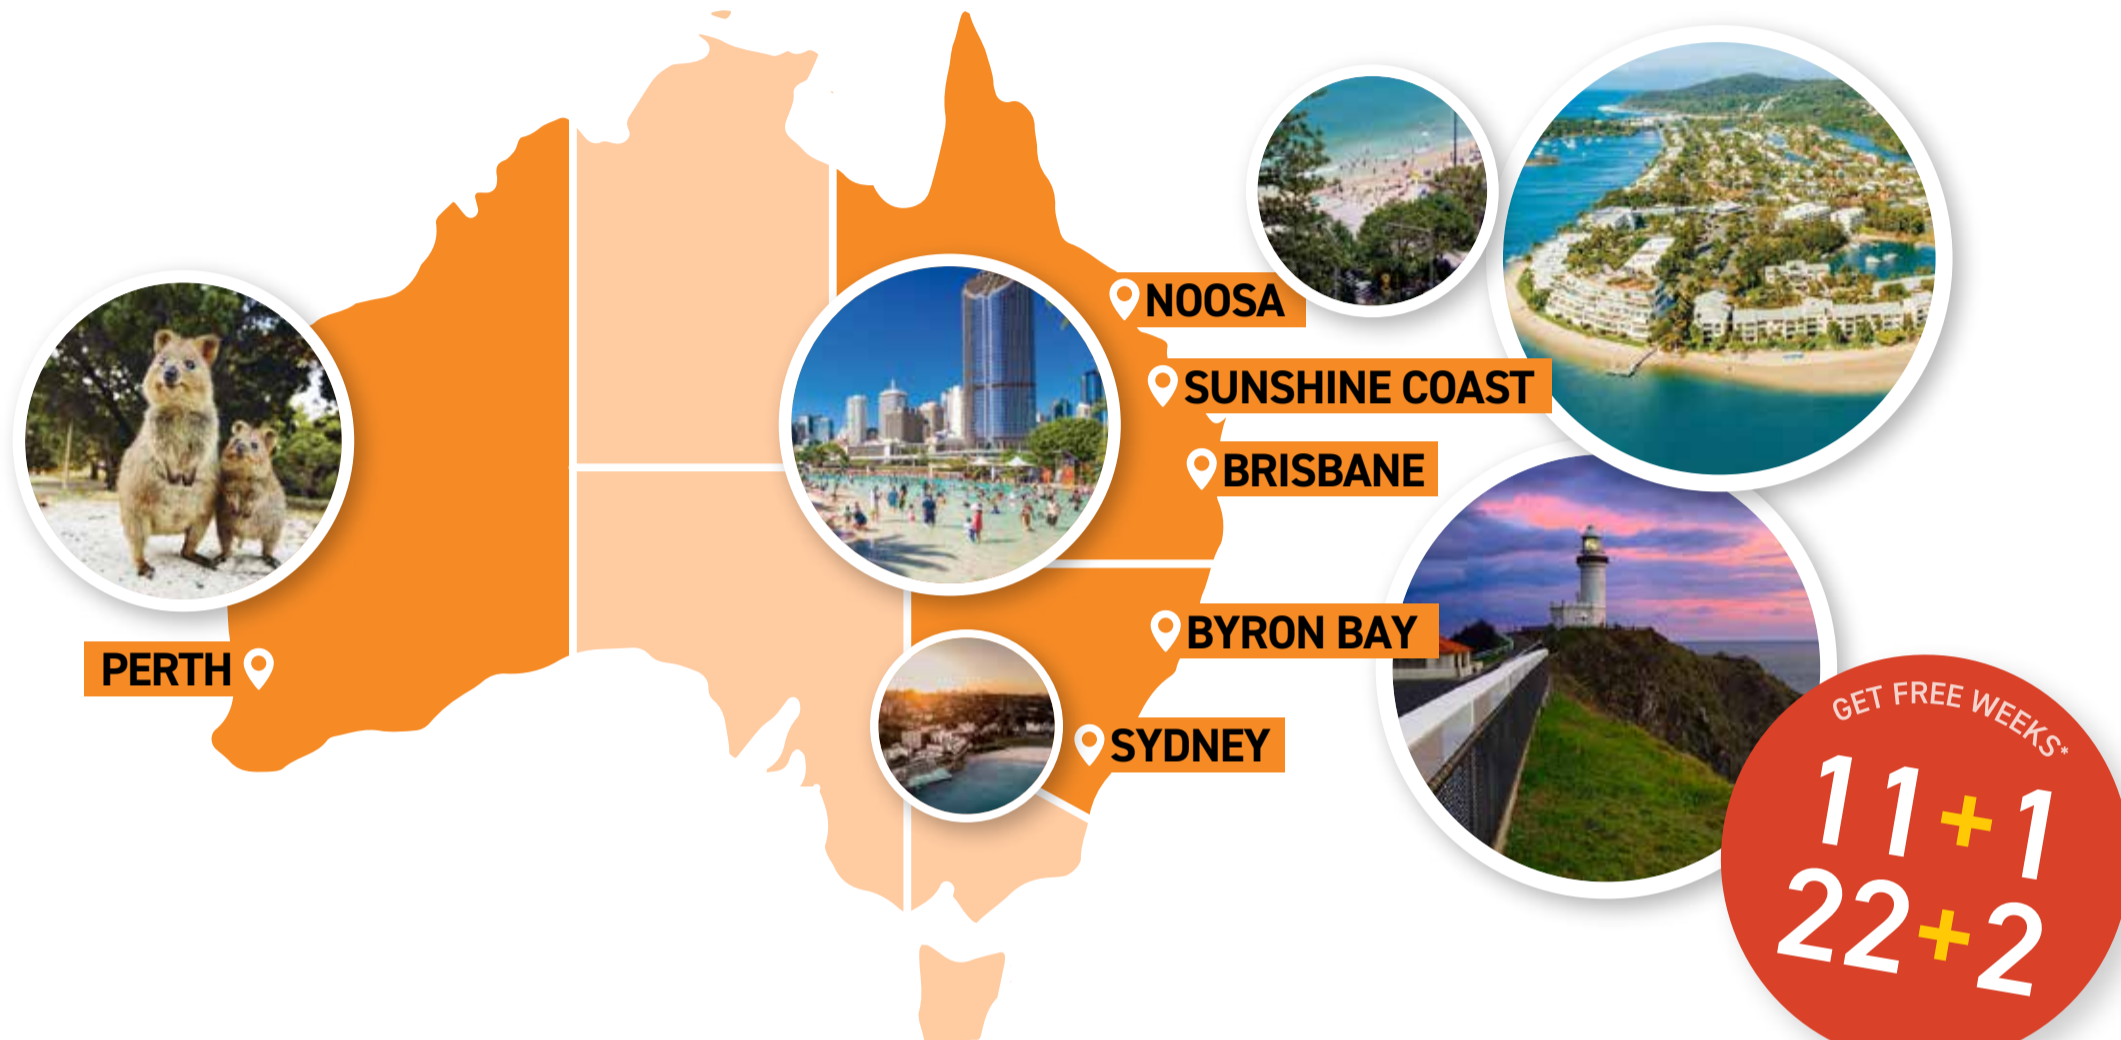 NOOSA
SUNSHINE COAST
BRISBANE
BYRON BAY
PERTH
SYDNEY
GET FREE WEEKS*
11+1
22+2